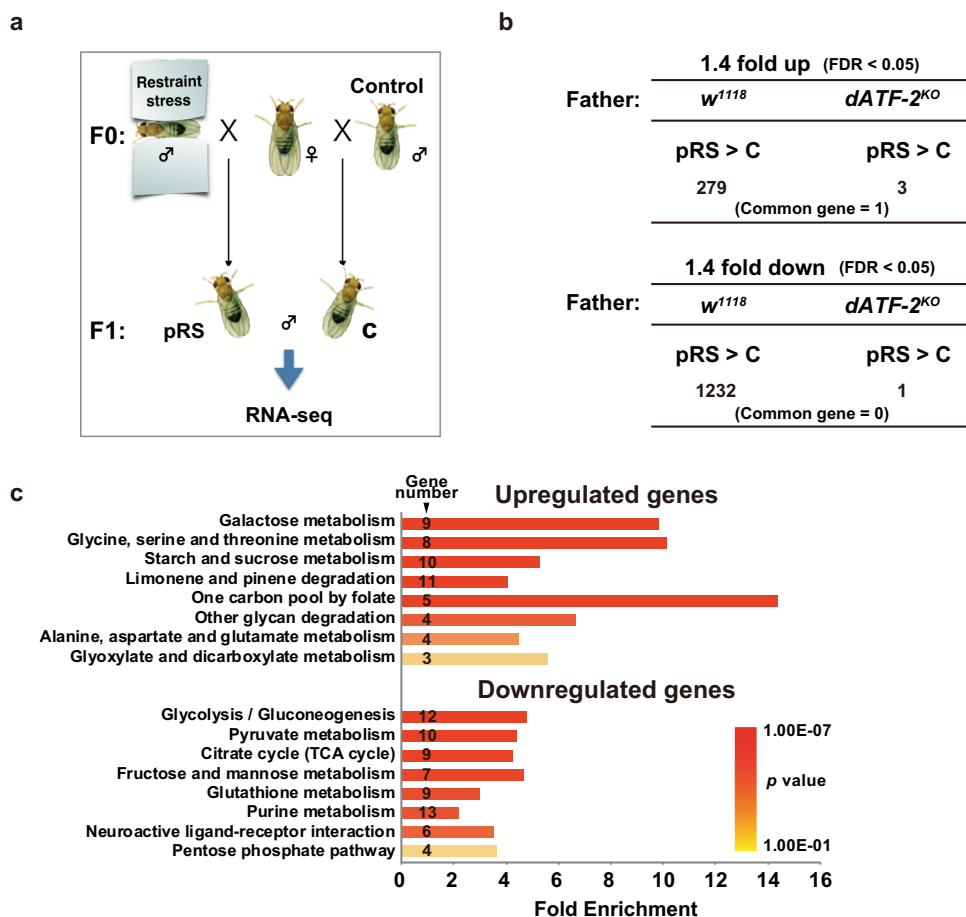 a
Restraint
stress
Control
F0:
X
X
♂
♀
♂
F1:
pRS
♂
C
RNA-seq
b
1.4 fold up (FDR < 0.05)
Father: w1118 dATF-2KO
pRS > C pRS > C
279 3
(Common gene = 1)
1.4 fold down (FDR < 0.05)
Father: w1118 dATF-2KO
pRS > C pRS > C
1232 1
(Common gene = 0)
c
Gene
number
Upregulated genes
Galactose metabolism 9
Glycine, serine and threonine metabolism 8
Starch and sucrose metabolism 10
Limonene and pinene degradation 11
One carbon pool by folate 5
Other glycan degradation 4
Alanine, aspartate and glutamate metabolism 4
Glyoxylate and dicarboxylate metabolism 3
Downregulated genes
Glycolysis / Gluconeogenesis 12
Pyruvate metabolism 10
Citrate cycle (TCA cycle) 9
Fructose and mannose metabolism 7
Glutathione metabolism 9
Purine metabolism 13
Neuroactive ligand-receptor interaction 6
Pentose phosphate pathway 4
1.00E-07
p value
1.00E-01
0 2 4 6 8 10 12 14 16
Fold Enrichment